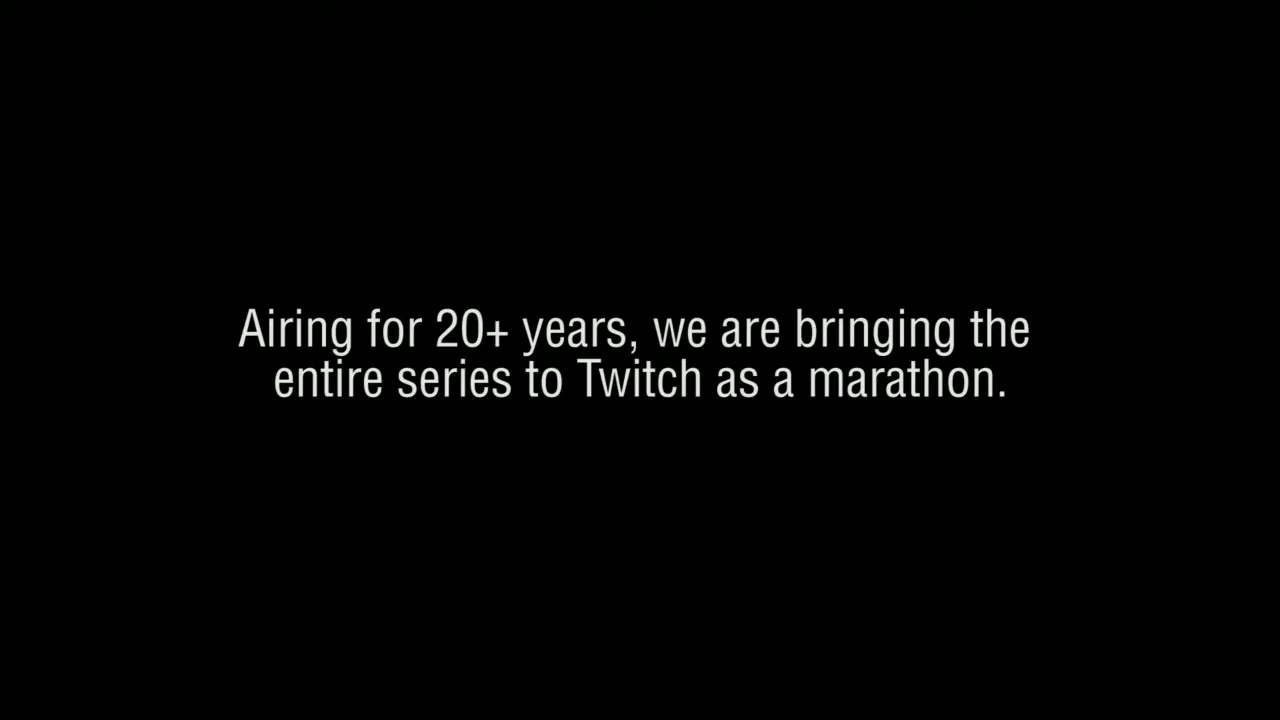 Airing for 20+ years, we are bringing the
entire series to Twitch as a marathon.